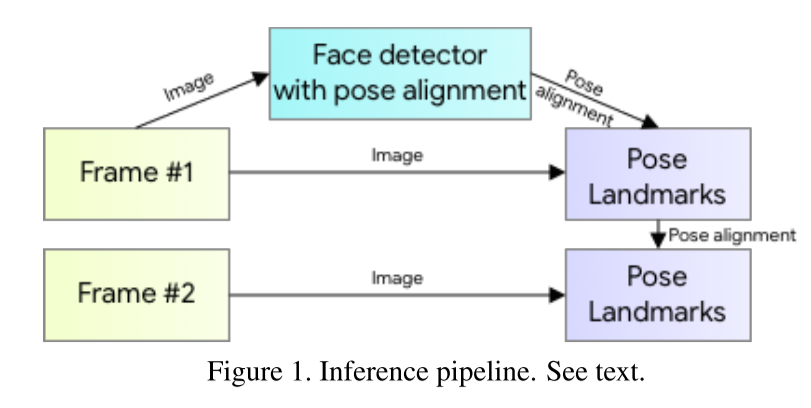 Face detector
with pose alignment
Image
Pose
alignment
Frame #1
Image
Pose
Landmarks
Pose alignment
Frame #2
Image
Pose
Landmarks
Figure 1. Inference pipeline. See text.